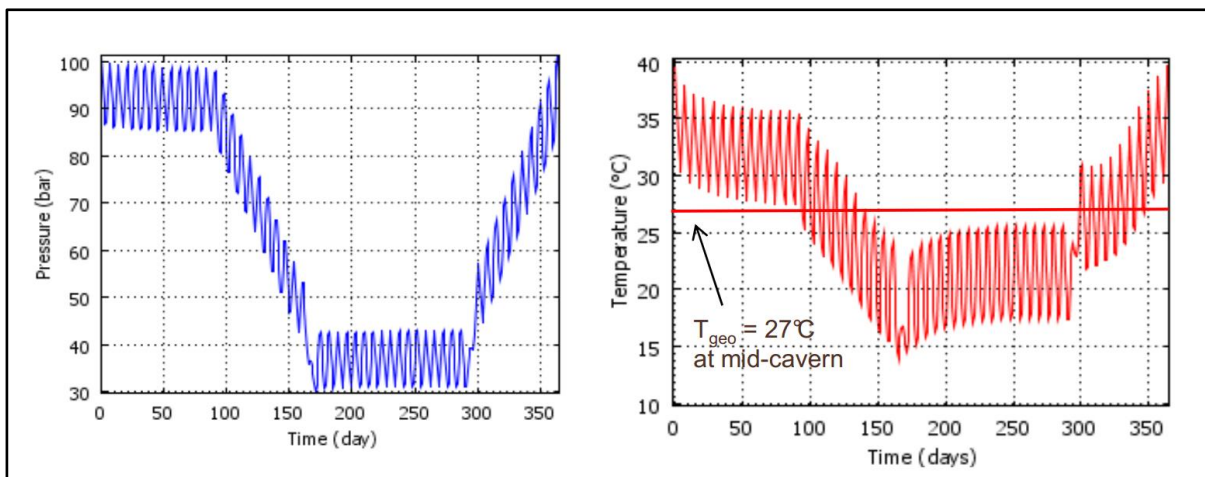 100
90
80
70
60
50
40
30
Pressure (bar)
0 50 100 150 200 250 300 350
Time (day)
40
35
30
25
20
15
10
Temperature (°C)
T_geo = 27°C
at mid-cavern
0 50 100 150 200 250 300 350
Time (days)